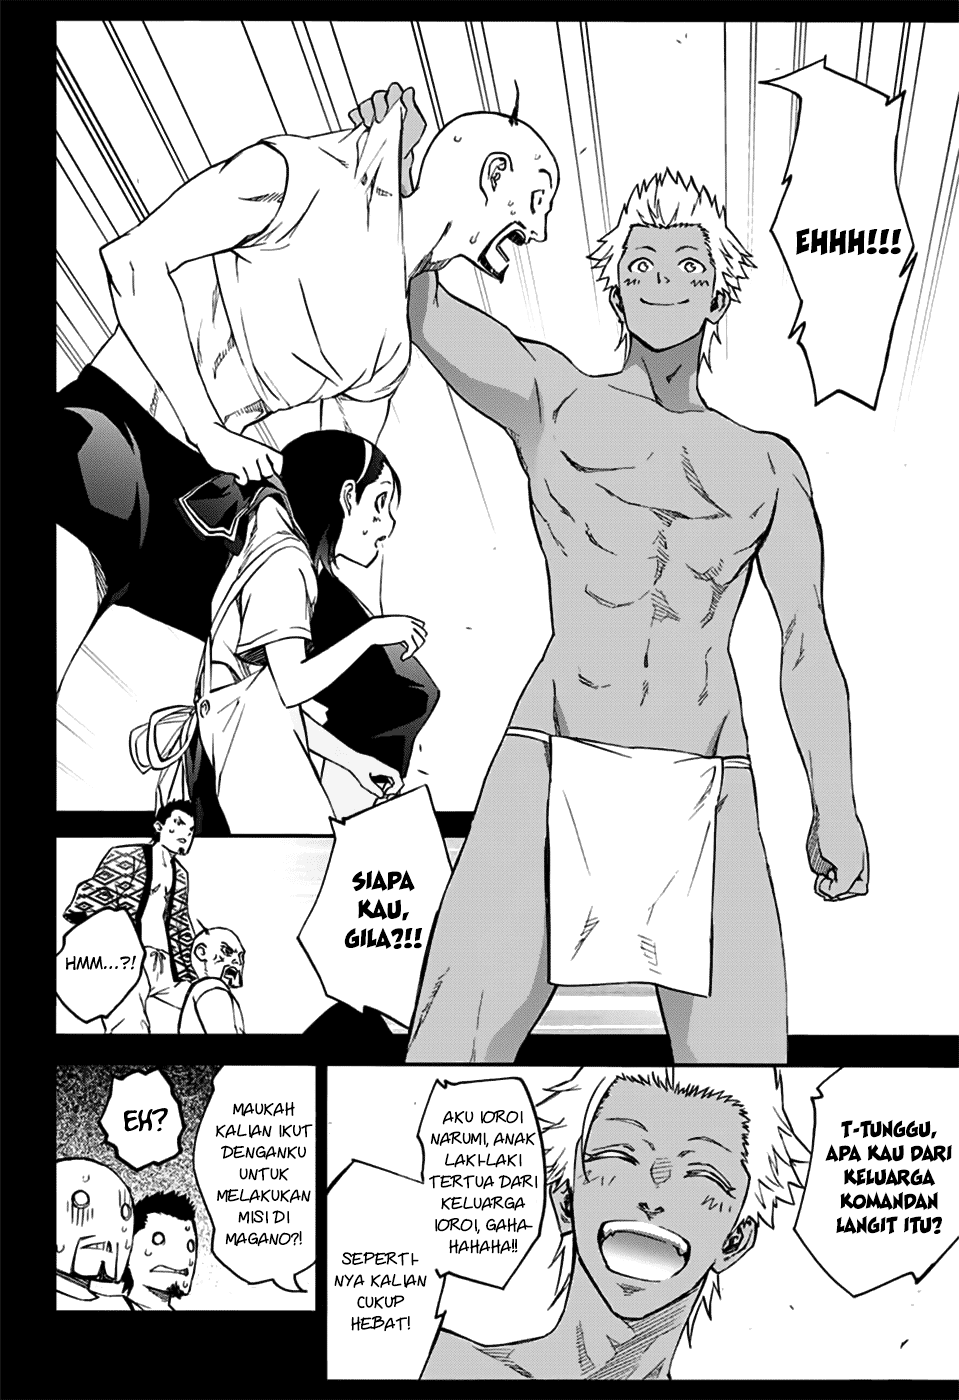 EHHH!!!
SIAPA
KAU,
GILA?!!
HMM...?!
T-TUNGGU,
APA KAU DARI
KELUARGA
KOMANDAN
LANGIT ITU?
AKU IOROI
NARUMI, ANAK
LAKI-LAKI
TERTUA DARI
KELUARGA
IOROI, GAHA-
HAHAHA!!
SEPERTI-
NYA KALIAN
CUKUP
HEBAT!
MAUKAH
KALIAN IKUT
DENGANKU
UNTUK
MELAKUKAN
MISI DI
MAGANO?!
EH?